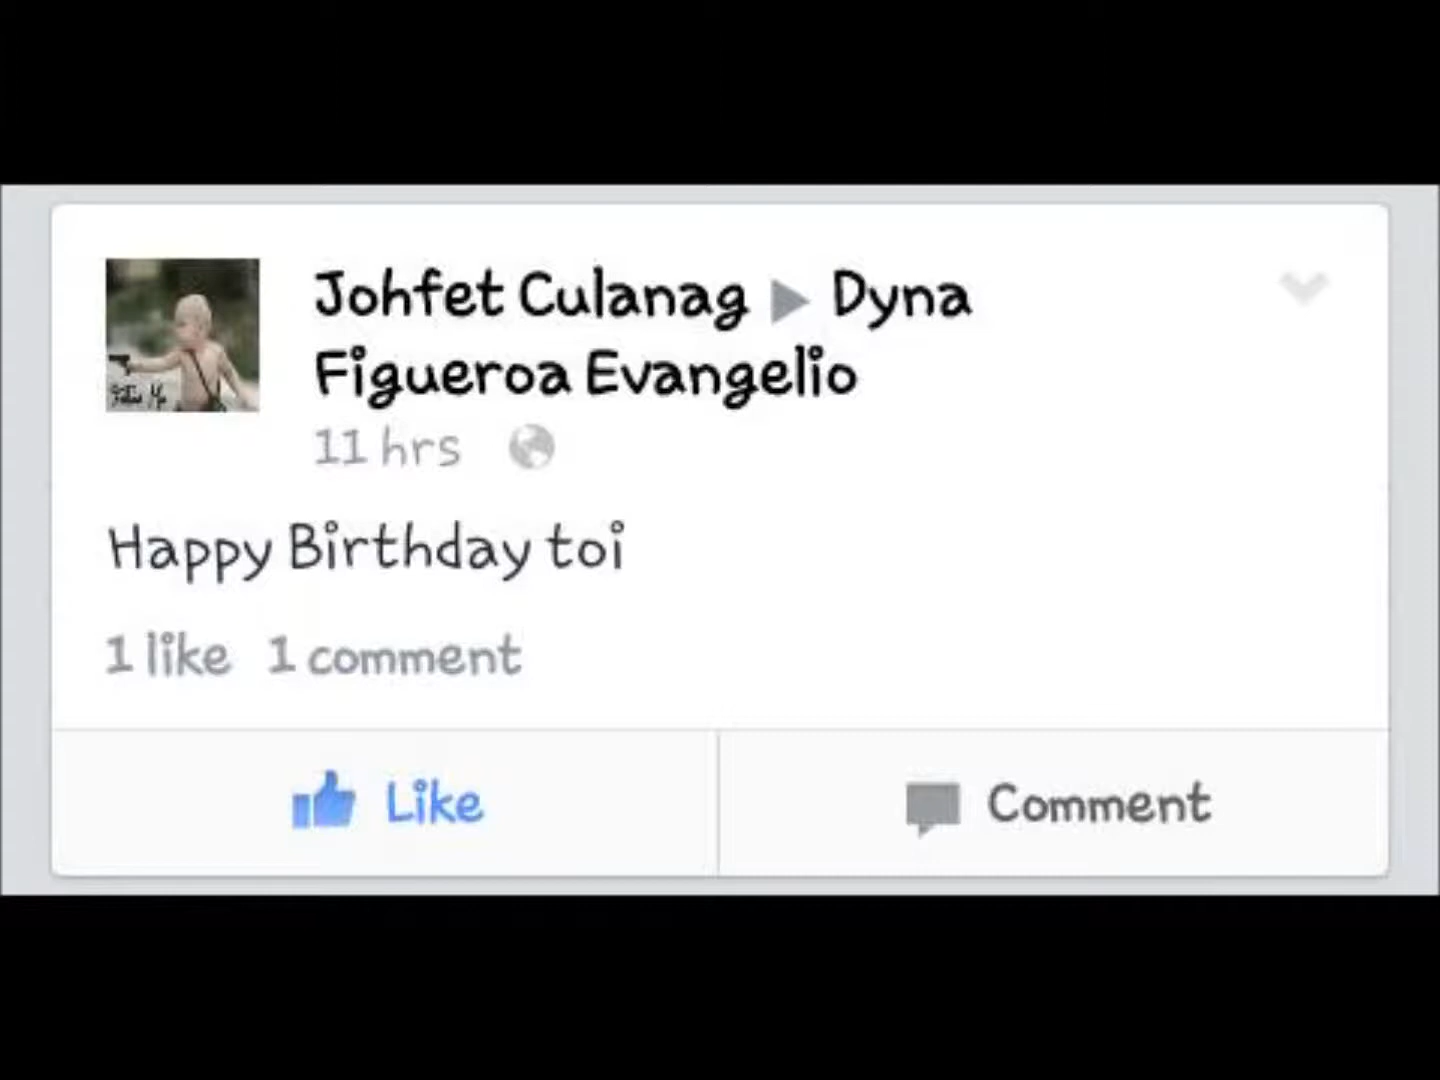 Johfet Culanag ▶ Dyna
Figueroa Evangelio
11 hrs
Happy Birthday toi
1 like 1 comment
Like
Comment